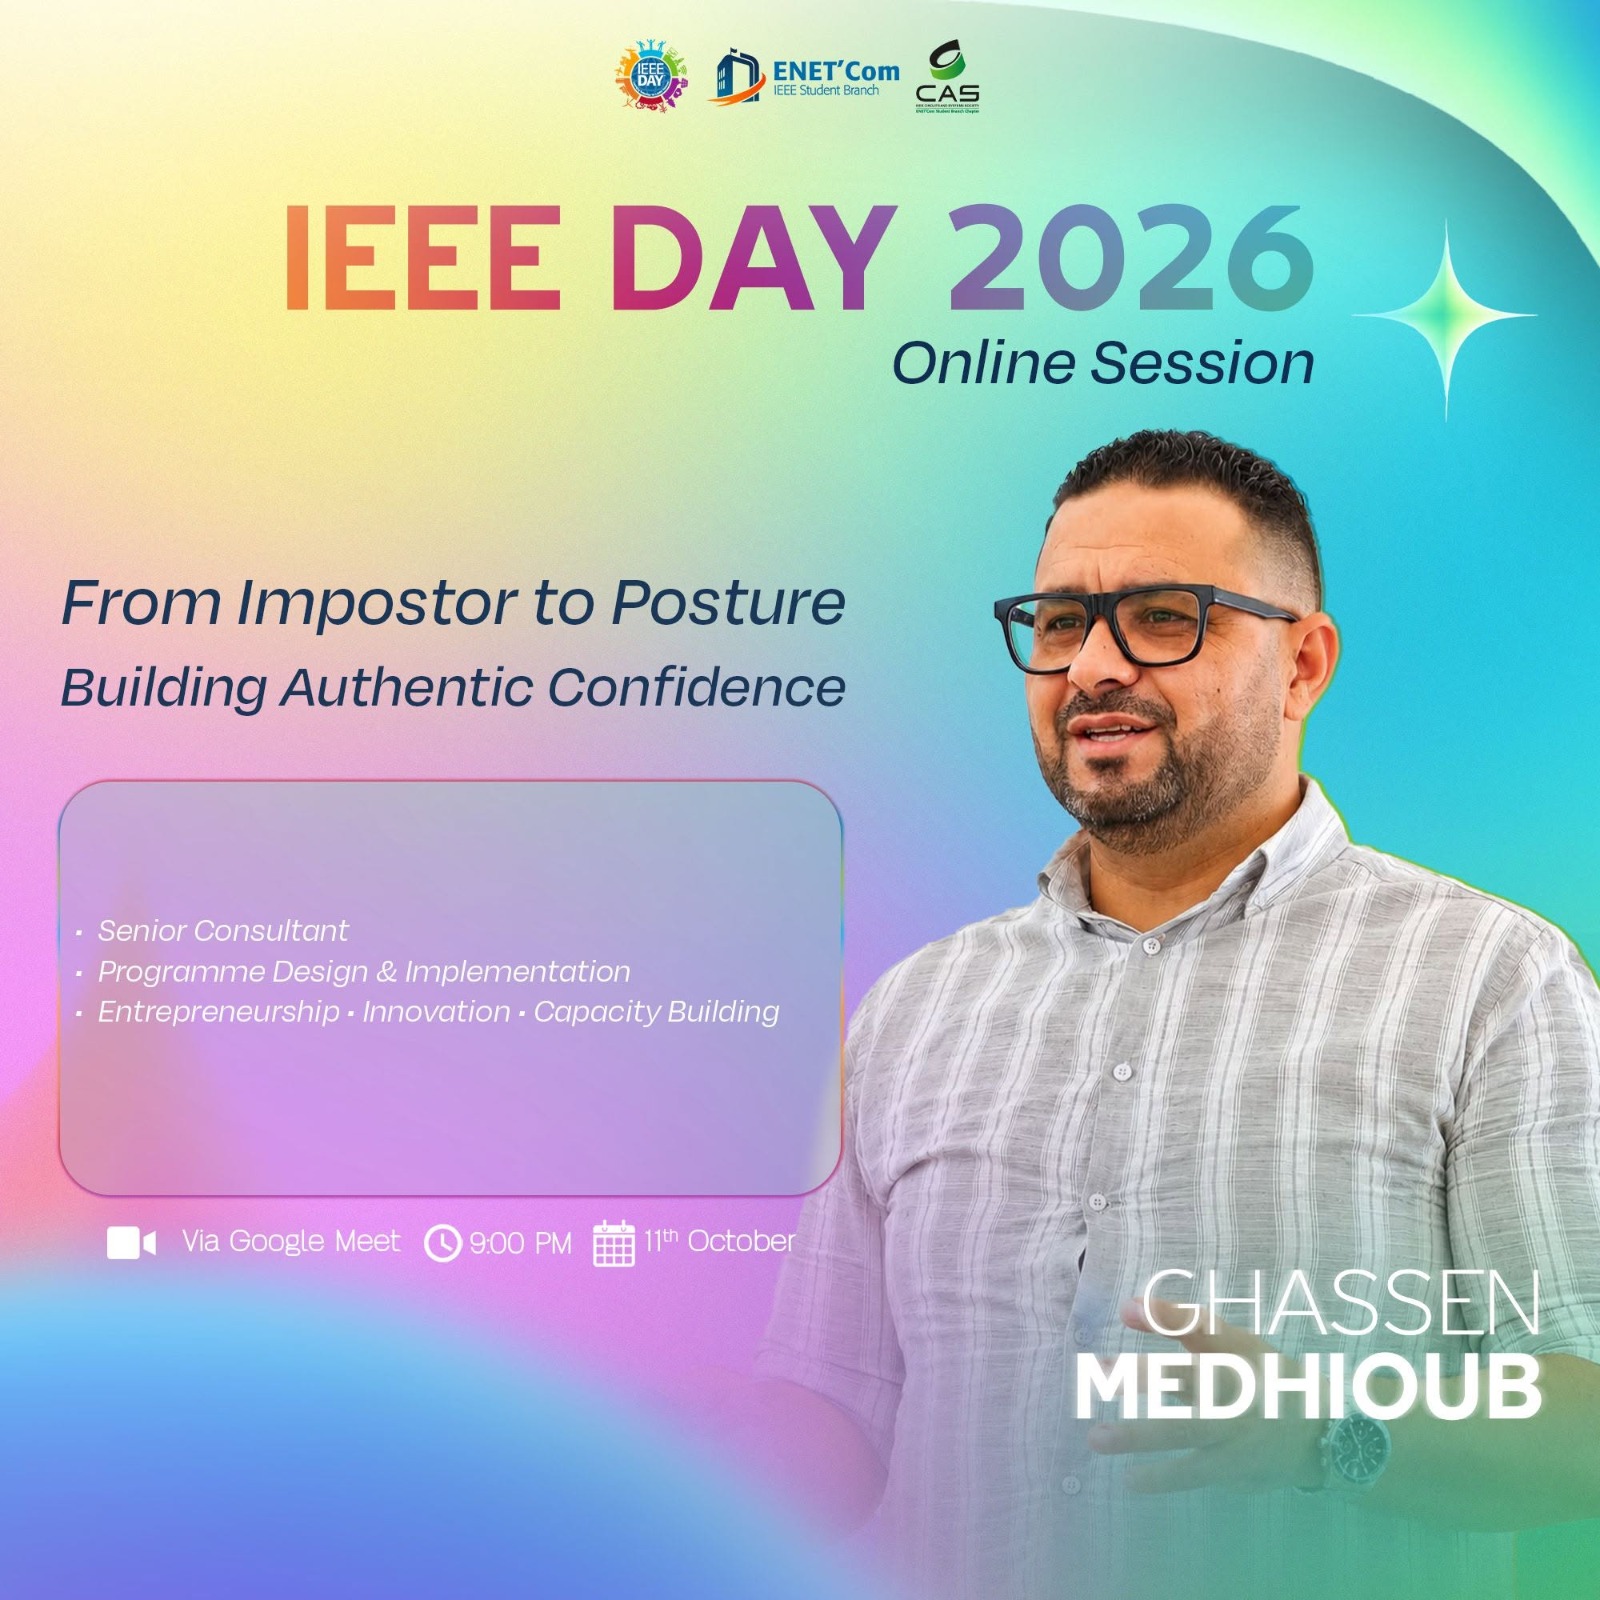 IEEE
DAY
ENET'Com
IEEE Student Branch
CAS
IEEE DAY 2026
Online Session
From Impostor to Posture
Building Authentic Confidence
• Senior Consultant
• Programme Design & Implementation
• Entrepreneurship • Innovation • Capacity Building
Via Google Meet 9:00 PM 11th October
GHASSEN
MEDHIOUB